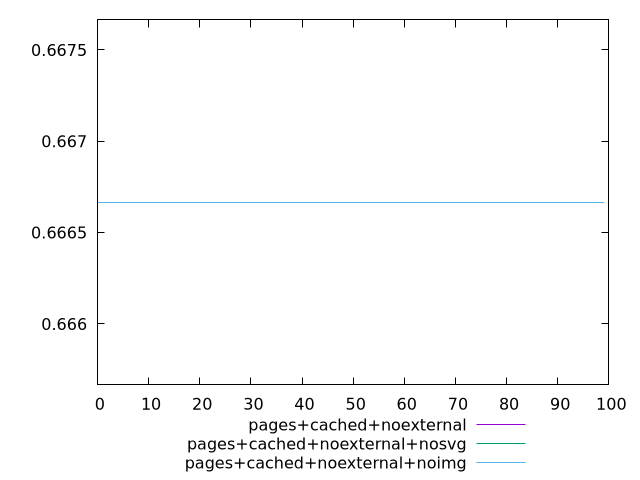 0.6675
0.667
0.6665
0.666
0 10 20 30 40 50 60 70 80 90 100
pages+cached+noexternal
pages+cached+noexternal+nosvg
pages+cached+noexternal+noimg